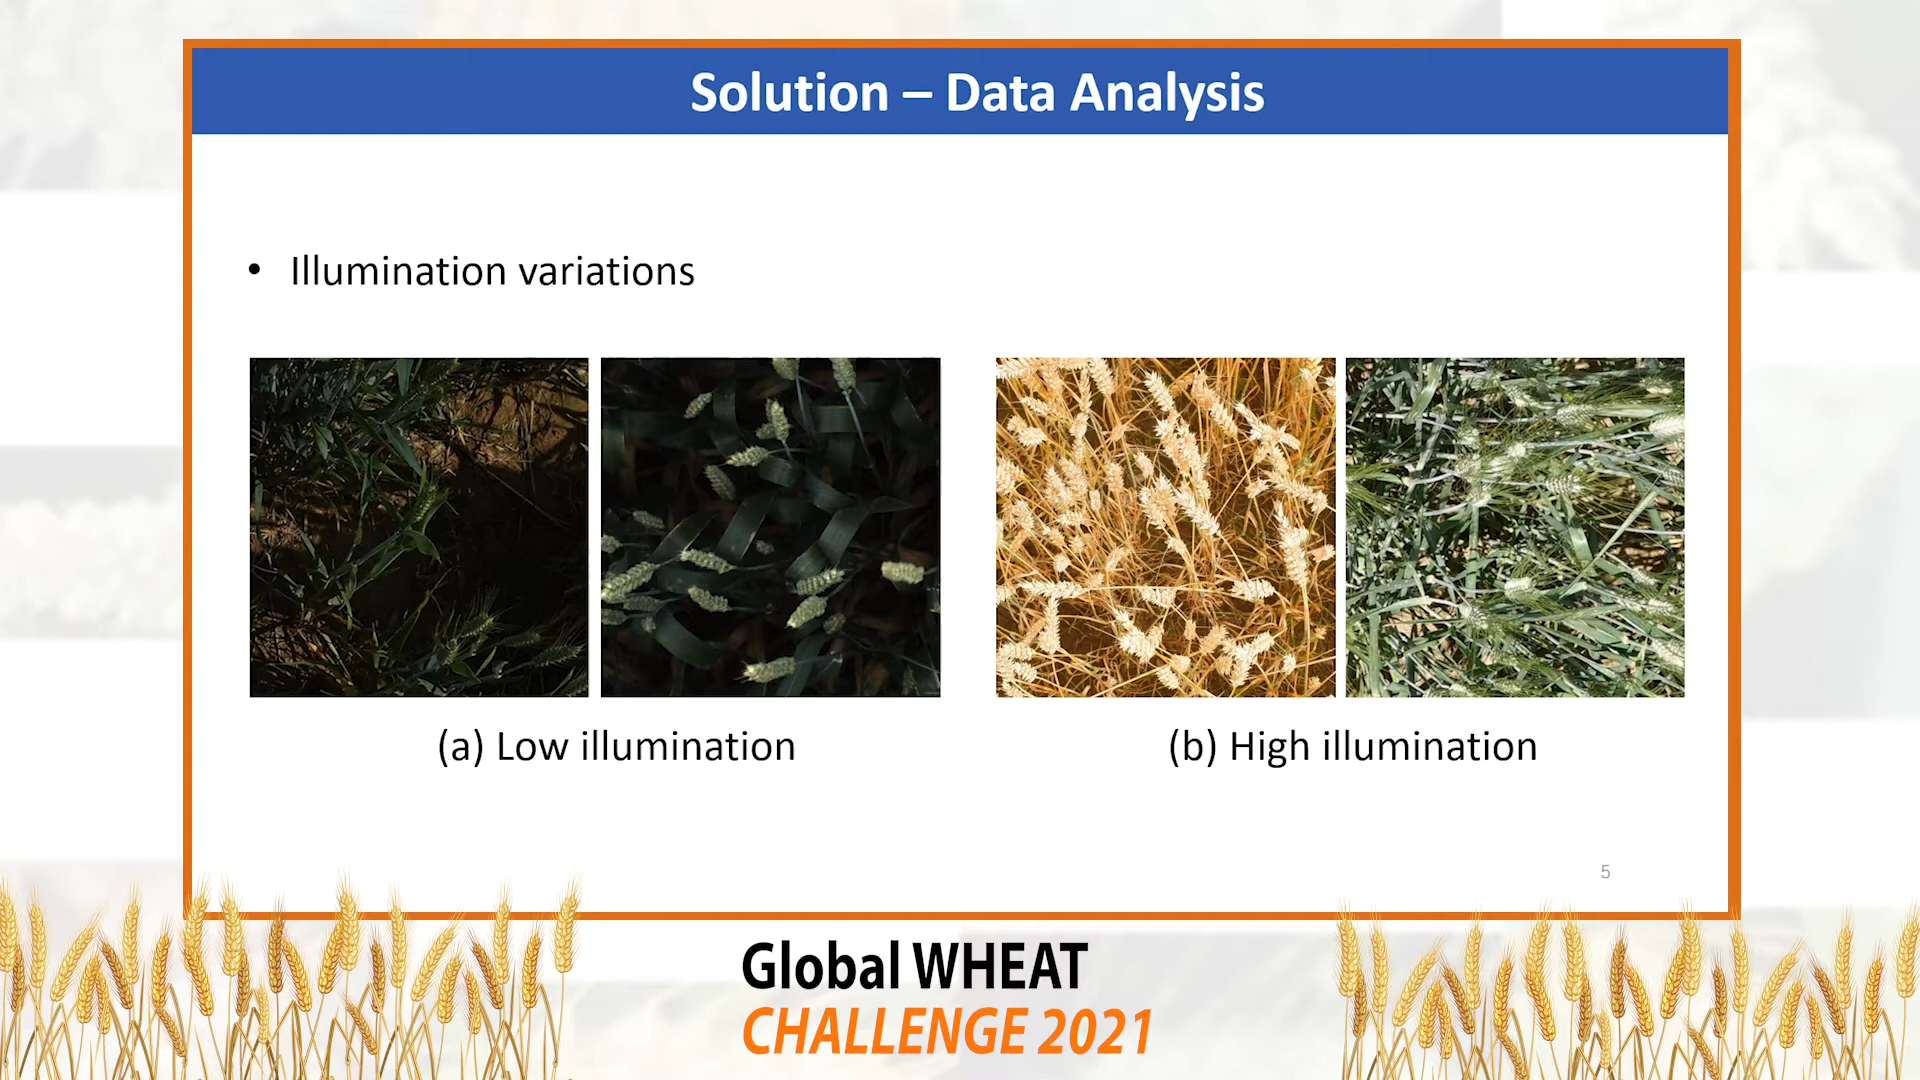 Solution – Data Analysis
• Illumination variations
(a) Low illumination
(b) High illumination
5
Global WHEAT
CHALLENGE 2021